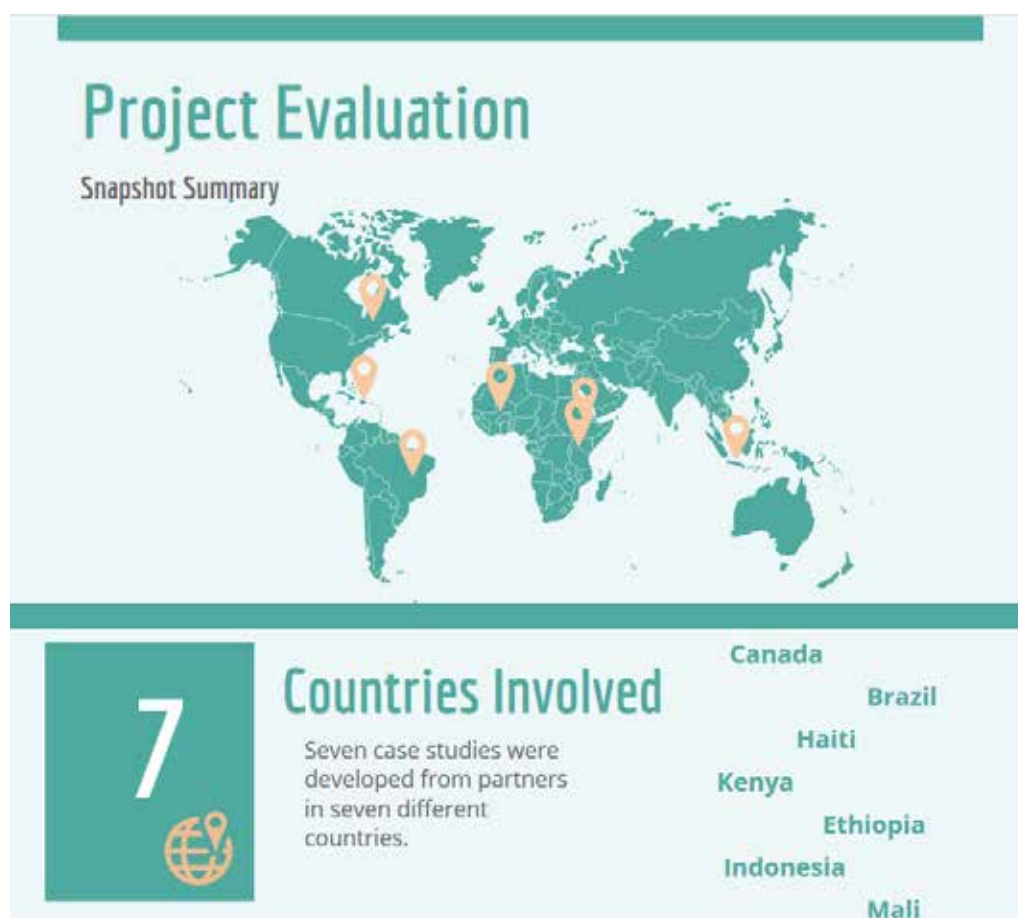 Project Evaluation
Snapshot Summary
7
Countries Involved
Seven case studies were
developed from partners
in seven different
countries.
Canada
Brazil
Haiti
Kenya
Ethiopia
Indonesia
Mali